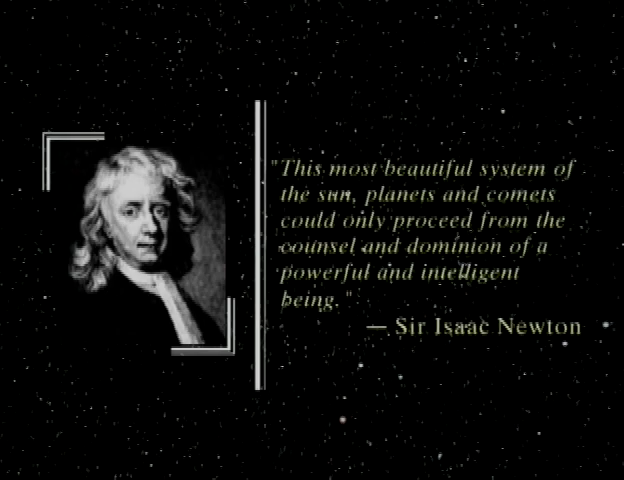 "This most beautiful system of
the sun, planets and comets
could only proceed from the
counsel and dominion of a
powerful and intelligent
being."
— Sir Isaac Newton